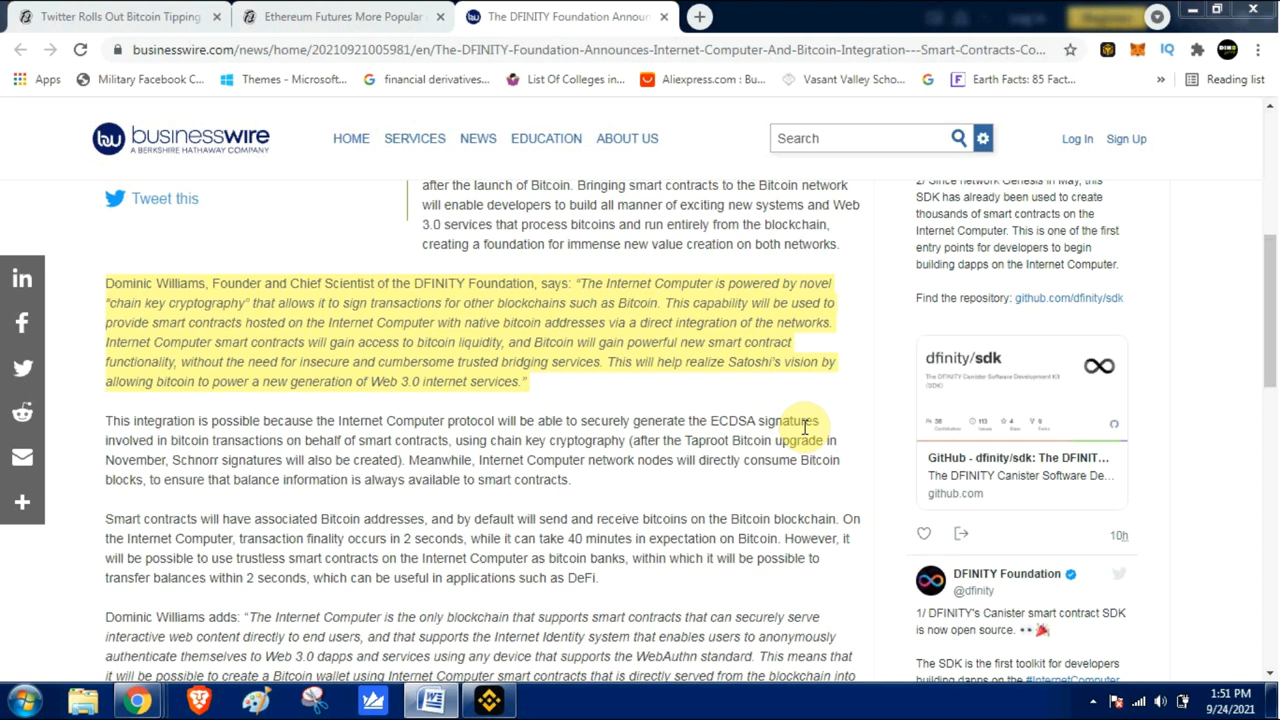 Twitter Rolls Out Bitcoin Tipping
Ethereum Futures More Popular
The DFINITY Foundation Announ
businesswire.com/news/home/20210921005981/en/The-DFINITY-Foundation-Announces-Internet-Computer-And-Bitcoin-Integration---Smart-Contracts-Co...
IQ
Apps
Military Facebook C...
Themes - Microsoft...
financial derivatives...
List Of Colleges in...
Aliexpress.com : Bu...
Vasant Valley Scho...
Earth Facts: 85 Fact...
»
Reading list
bu businesswire
A BERKSHIRE HATHAWAY COMPANY
HOME SERVICES NEWS EDUCATION ABOUT US
Search
Log In Sign Up
Tweet this
after the launch of Bitcoin. Bringing smart contracts to the Bitcoin network
will enable developers to build all manner of exciting new systems and Web
3.0 services that process bitcoins and run entirely from the blockchain,
creating a foundation for immense new value creation on both networks.
Dominic Williams, Founder and Chief Scientist of the DFINITY Foundation, says: “The Internet Computer is powered by novel
“chain key cryptography” that allows it to sign transactions for other blockchains such as Bitcoin. This capability will be used to
provide smart contracts hosted on the Internet Computer with native bitcoin addresses via a direct integration of the networks.
Internet Computer smart contracts will gain access to bitcoin liquidity, and Bitcoin will gain powerful new smart contract
functionality, without the need for insecure and cumbersome trusted bridging services. This will help realize Satoshi's vision by
allowing bitcoin to power a new generation of Web 3.0 internet services.”
This integration is possible because the Internet Computer protocol will be able to securely generate the ECDSA signatures
involved in bitcoin transactions on behalf of smart contracts, using chain key cryptography (after the Taproot Bitcoin upgrade in
November, Schnorr signatures will also be created). Meanwhile, Internet Computer network nodes will directly consume Bitcoin
blocks, to ensure that balance information is always available to smart contracts.
Smart contracts will have associated Bitcoin addresses, and by default will send and receive bitcoins on the Bitcoin blockchain. On
the Internet Computer, transaction finality occurs in 2 seconds, while it can take 40 minutes in expectation on Bitcoin. However, it
will be possible to use trustless smart contracts on the Internet Computer as bitcoin banks, within which it will be possible to
transfer balances within 2 seconds, which can be useful in applications such as DeFi.
Dominic Williams adds: “The Internet Computer is the only blockchain that supports smart contracts that can securely serve
interactive web content directly to end users, and that supports the Internet Identity system that enables users to anonymously
authenticate themselves to Web 3.0 dapps and services using any device that supports the WebAuthn standard. This means that
it will be possible to create a Bitcoin wallet using Internet Computer smart contracts that is directly served from the blockchain into
2/ Since network Genesis in May, this
SDK has already been used to create
thousands of smart contracts on the
Internet Computer. This is one of the first
entry points for developers to begin
building dapps on the Internet Computer.
Find the repository: github.com/dfinity/sdk
dfinity/sdk
The DFINITY Canister Software Development Kit
(SDK)
GitHub - dfinity/sdk: The DFINIT...
The DFINITY Canister Software De...
github.com
10h
DFINITY Foundation
@dfinity
1/ DFINITY's Canister smart contract SDK
is now open source.
The SDK is the first toolkit for developers
building dapps on the #InternetComputer
1:51 PM
9/24/2021